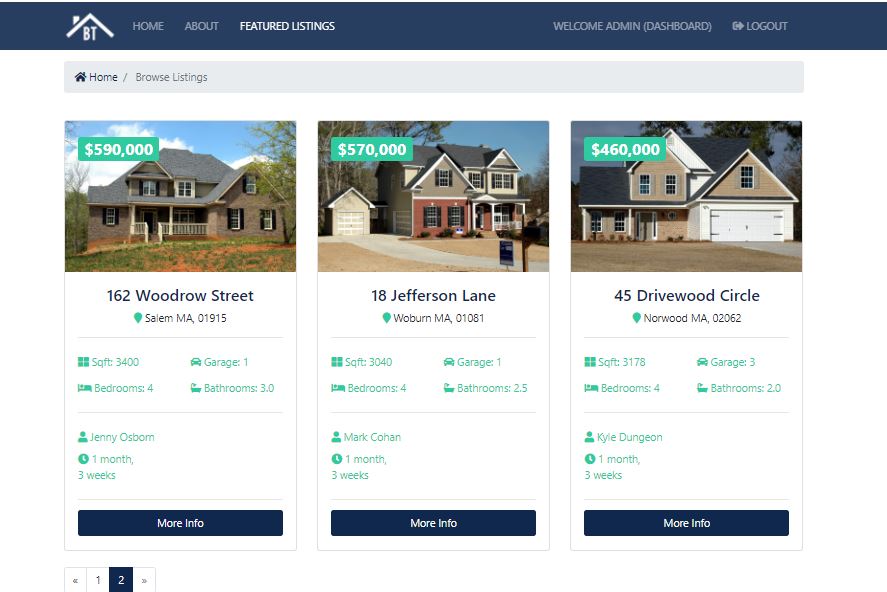 BT HOME ABOUT FEATURED LISTINGS WELCOME ADMIN (DASHBOARD) LOGOUT
Home / Browse Listings
$590,000
162 Woodrow Street
Salem MA, 01915
Sqft: 3400 Garage: 1
Bedrooms: 4 Bathrooms: 3.0
Jenny Osborn
1 month,
3 weeks
More Info
$570,000
18 Jefferson Lane
Woburn MA, 01081
Sqft: 3040 Garage: 1
Bedrooms: 4 Bathrooms: 2.5
Mark Cohan
1 month,
3 weeks
More Info
$460,000
45 Drivewood Circle
Norwood MA, 02062
Sqft: 3178 Garage: 3
Bedrooms: 4 Bathrooms: 2.0
Kyle Dungeon
1 month,
3 weeks
More Info
« 1 2 »